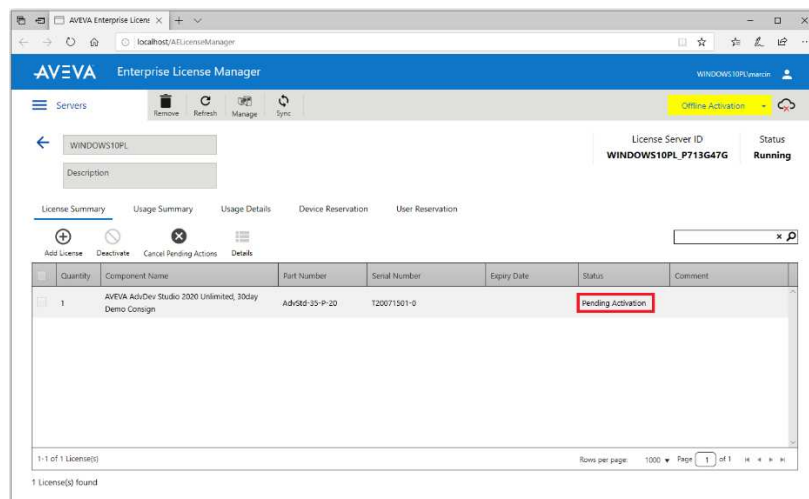 AVEVA Enterprise Licens
localhost/AELicenseManager
AVEVA Enterprise License Manager
WINDOWS10PL\marcin
Servers
Remove Refresh Manage Sync
Offline Activation
WINDOWS10PL
Description
License Server ID Status
WINDOWS10PL_P713G47G Running
License Summary Usage Summary Usage Details Device Reservation User Reservation
Add License Deactivate Cancel Pending Actions Details
Quantity Component Name Part Number Serial Number Expiry Date Status Comment
1 AVEVA AdvDev Studio 2020 Unlimited, 30day AdvStd-35-P-20 T20071501-0 Pending Activation
Demo Consign
1-1 of 1 License(s) Rows per page: 1000 Page 1 of 1
1 License(s) found